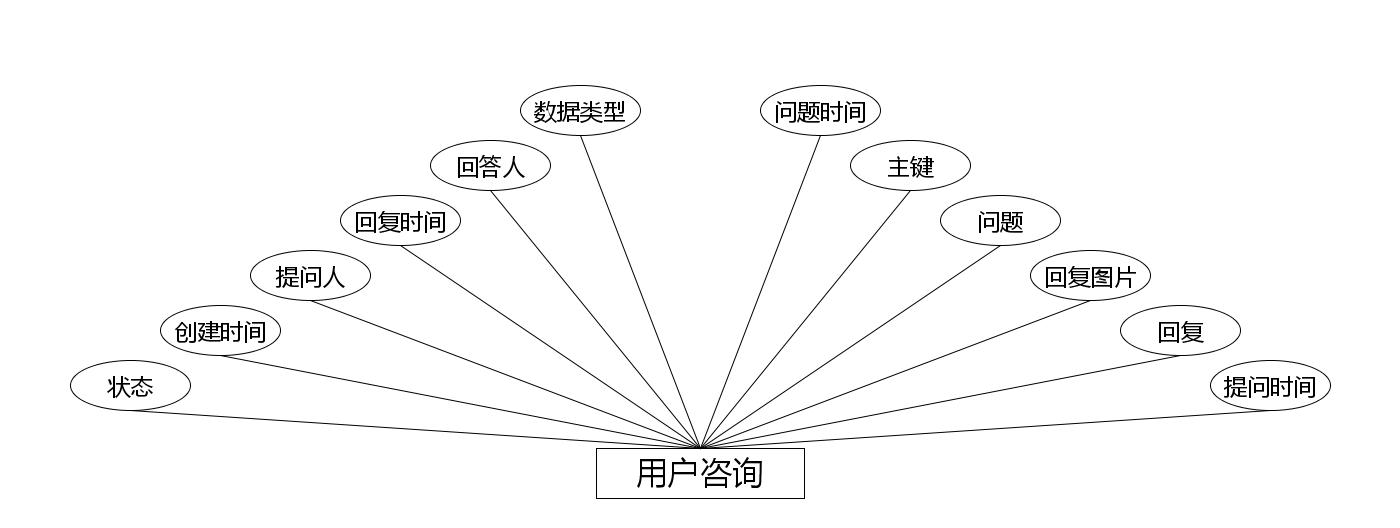 数据类型
问题时间
回答人
主键
回复时间
问题
提问人
回复图片
创建时间
回复
状态
提问时间
用户咨询